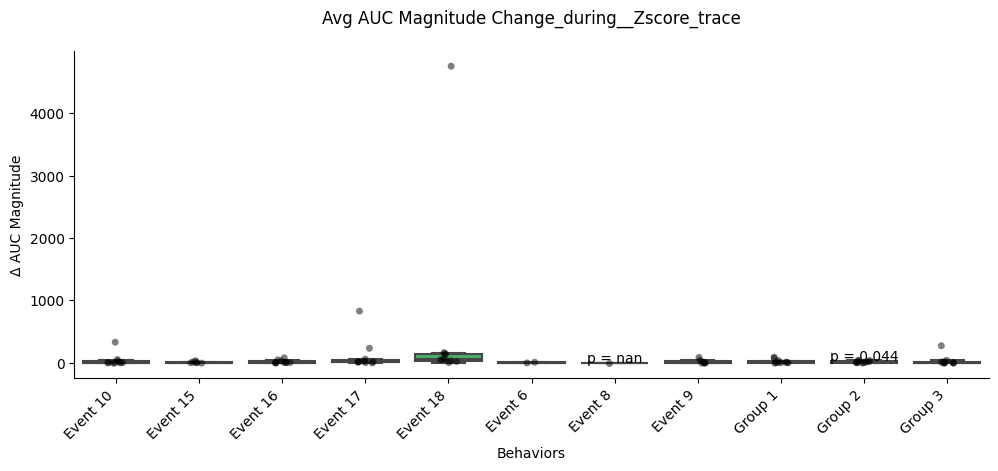 Avg AUC Magnitude Change_during__Zscore_trace
Δ AUC Magnitude
4000
3000
2000
1000
0
p = nan
p = 0.044
Event 10
Event 15
Event 16
Event 17
Event 18
Event 6
Event 8
Event 9
Group 1
Group 2
Group 3
Behaviors